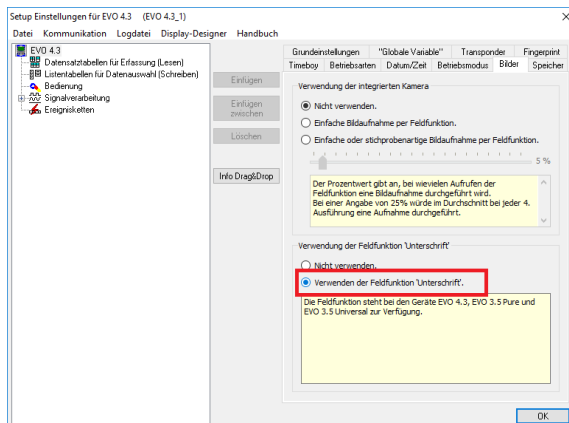 Setup Einstellungen für EVO 4.3 (EVO 4.3_1)
Datei Kommunikation Logdatei Display-Designer Handbuch
EVO 4.3
Datensatztabellen für Erfassung (Lesen)
Listentabellen für Datenauswahl (Schreiben)
Bedienung
Signalverarbeitung
Ereignisketten
Einfügen
Einfügen
zwischen
Löschen
Info Drag&Drop
Grundeinstellungen "Globale Variable" Transponder Fingerprint
Timeboy Betriebsarten Datum/Zeit Betriebsmodus Bilder Speicher
Verwendung der integrierten Kamera
Nicht verwenden.
Einfache Bildaufnahme per Feldfunktion.
Einfache oder stichprobenartige Bildaufnahme per Feldfunktion.
5 %
Der Prozentwert gibt an, bei wievielen Aufrufen der
Feldfunktion eine Bildaufnahme durchgeführt wird.
Bei einer Angabe von 25% würde im Durchschnitt bei jeder 4.
Ausführung eine Aufnahme durchgeführt.
Verwendung der Feldfunktion 'Unterschrift'
Nicht verwenden.
Verwenden der Feldfunktion 'Unterschrift'.
Die Feldfunktion steht bei den Geräte EVO 4.3, EVO 3.5 Pure und
EVO 3.5 Universal zur Verfügung.
OK